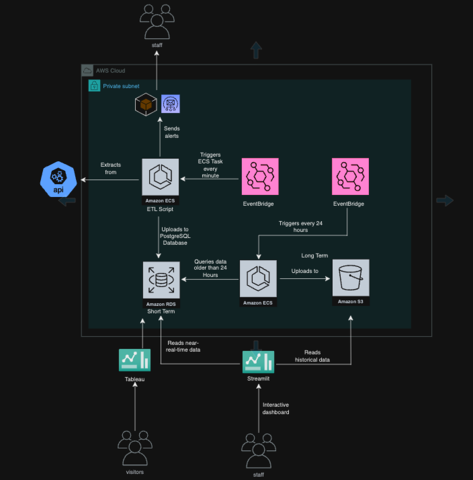 staff
AWS Cloud
Private subnet
Sends
alerts
Triggers
ECS Task
every
minute
Extracts
from
api
Amazon ECS
ETL Script
EventBridge
EventBridge
Uploads to
PostgreSQL
Database
Triggers every 24
hours
Queries data
older than 24
Hours
Long Term
Uploads to
Amazon RDS
Short Term
Amazon ECS
Amazon S3
Reads near-
real-time data
Reads
historical data
Tableau
Streamlit
Interactive
dashboard
visitors
staff